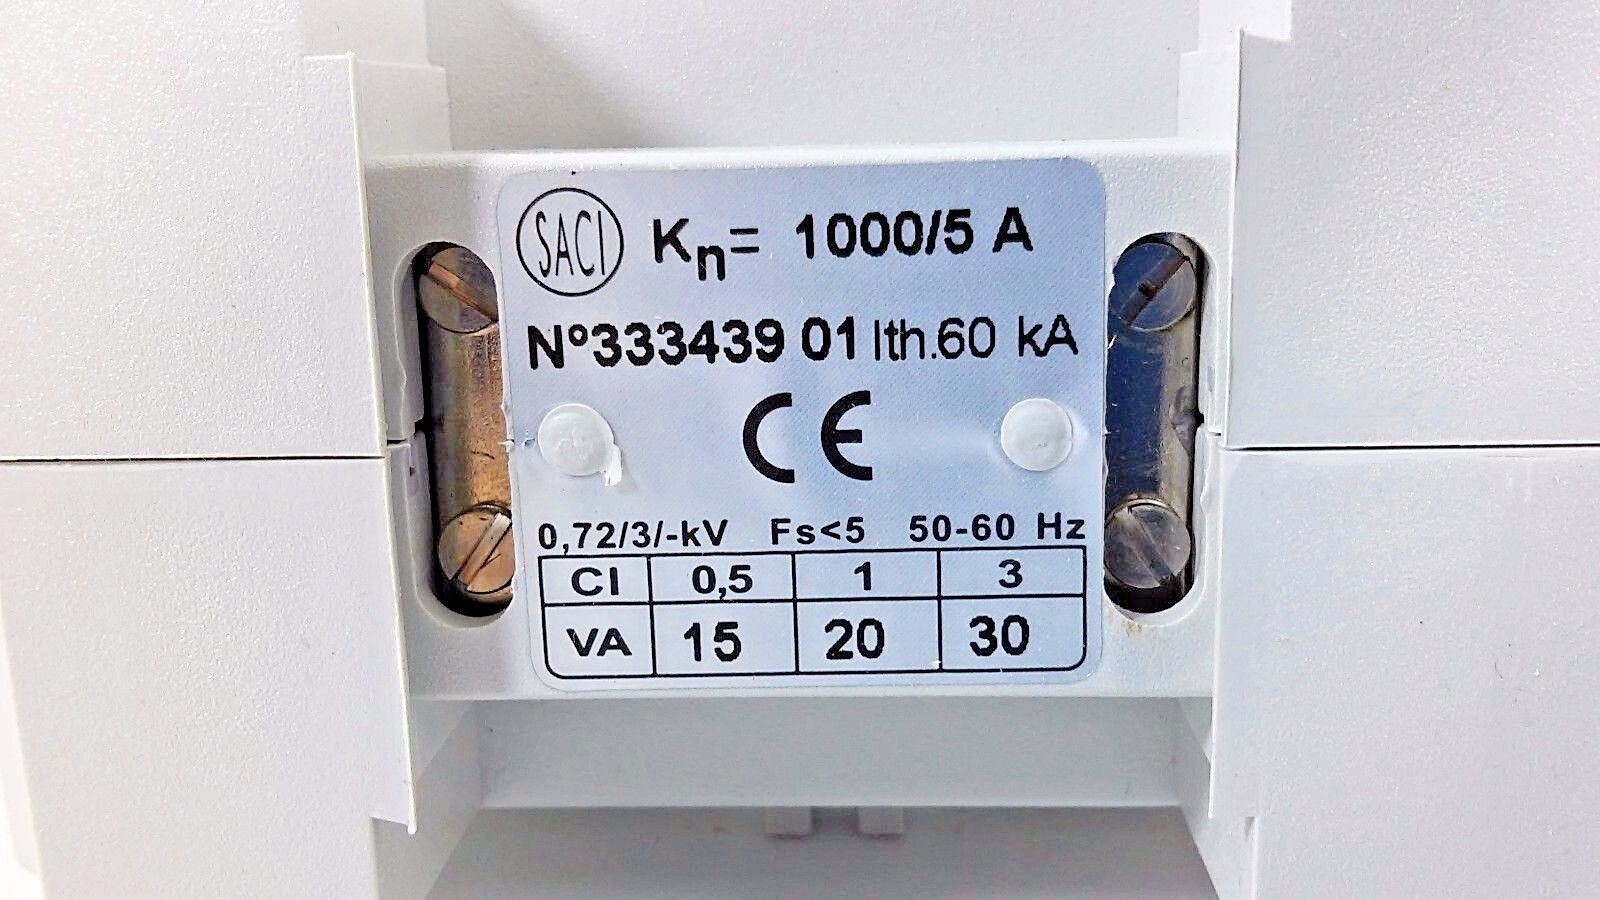 SACI Kn= 1000/5 A
Nº333439 01 Ith.60 kA
CE
0,72/3/-kV Fs<5 50-60 Hz
Cl 0,5 1 3
VA 15 20 30